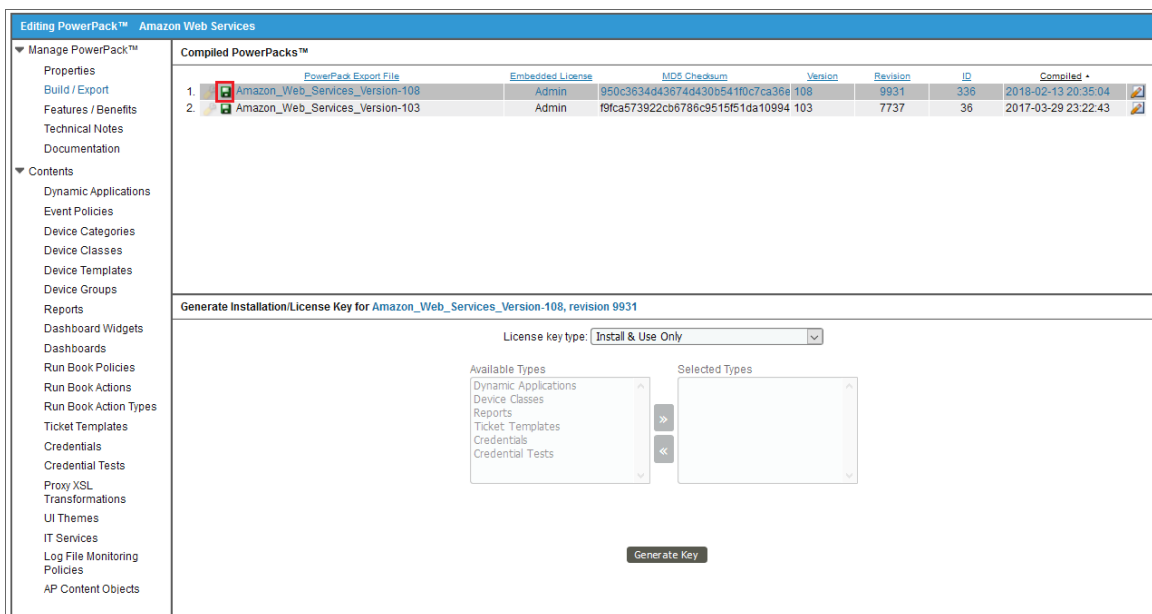 Editing PowerPack™ Amazon Web Services
Manage PowerPack™
Properties
Build / Export
Features / Benefits
Technical Notes
Documentation
Contents
Dynamic Applications
Event Policies
Device Categories
Device Classes
Device Templates
Device Groups
Reports
Dashboard Widgets
Dashboards
Run Book Policies
Run Book Actions
Run Book Action Types
Ticket Templates
Credentials
Credential Tests
Proxy XSL
Transformations
UI Themes
IT Services
Log File Monitoring
Policies
AP Content Objects
Compiled PowerPacks™
PowerPack Export File Embedded License MD5 Checksum Version Revision ID Compiled
1. Amazon_Web_Services_Version-108 Admin 950c3634d43674d430b541f0c7ca36e 108 9931 336 2018-02-13 20:35:04
2. Amazon_Web_Services_Version-103 Admin f9fca573922cb6786c9515f51da10994 103 7737 36 2017-03-29 23:22:43
Generate Installation/License Key for Amazon_Web_Services_Version-108, revision 9931
License key type: Install & Use Only
Available Types Selected Types
Dynamic Applications
Device Classes
Reports
Ticket Templates
Credentials
Credential Tests
» 
«
Generate Key